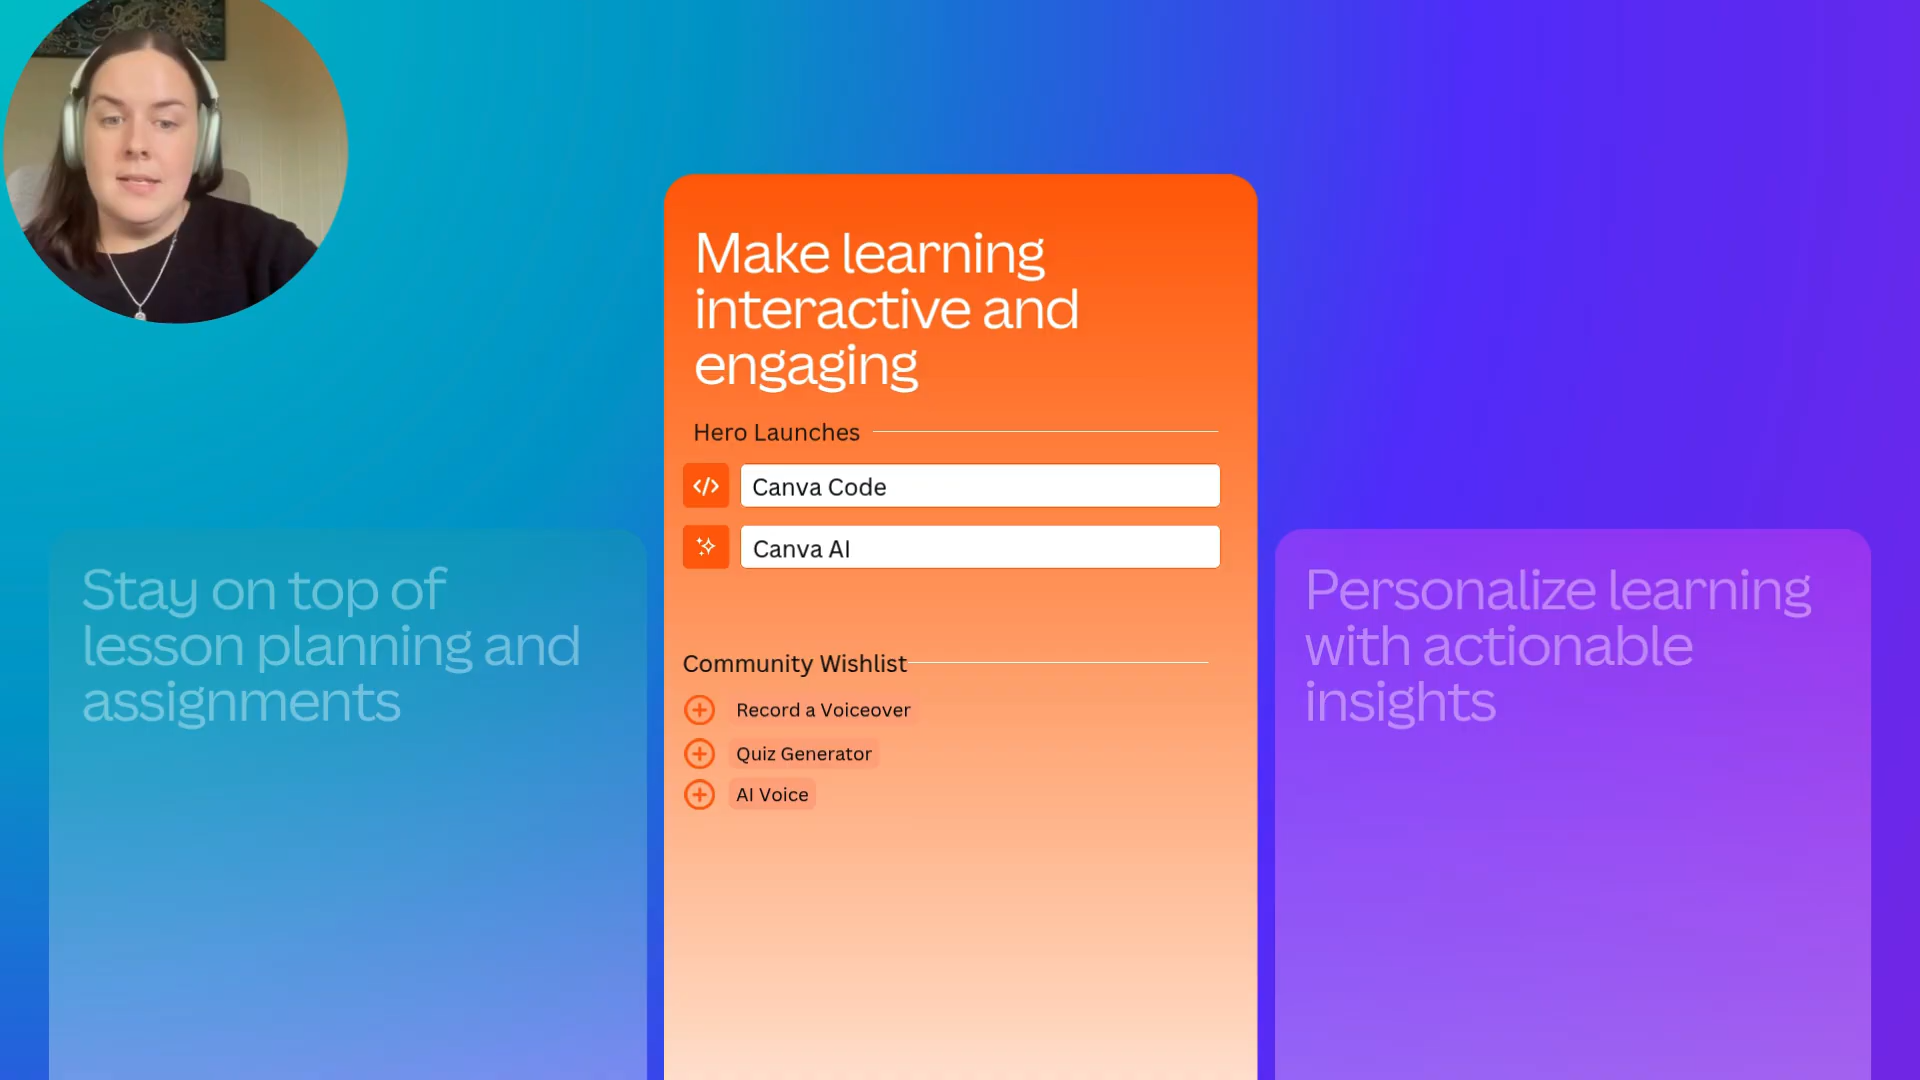 Make learning
interactive and
engaging
Hero Launches
</>
Canva Code
Canva AI
Community Wishlist
Record a Voiceover
Quiz Generator
AI Voice
Stay on top of
lesson planning and
assignments
Personalize learning
with actionable
insights